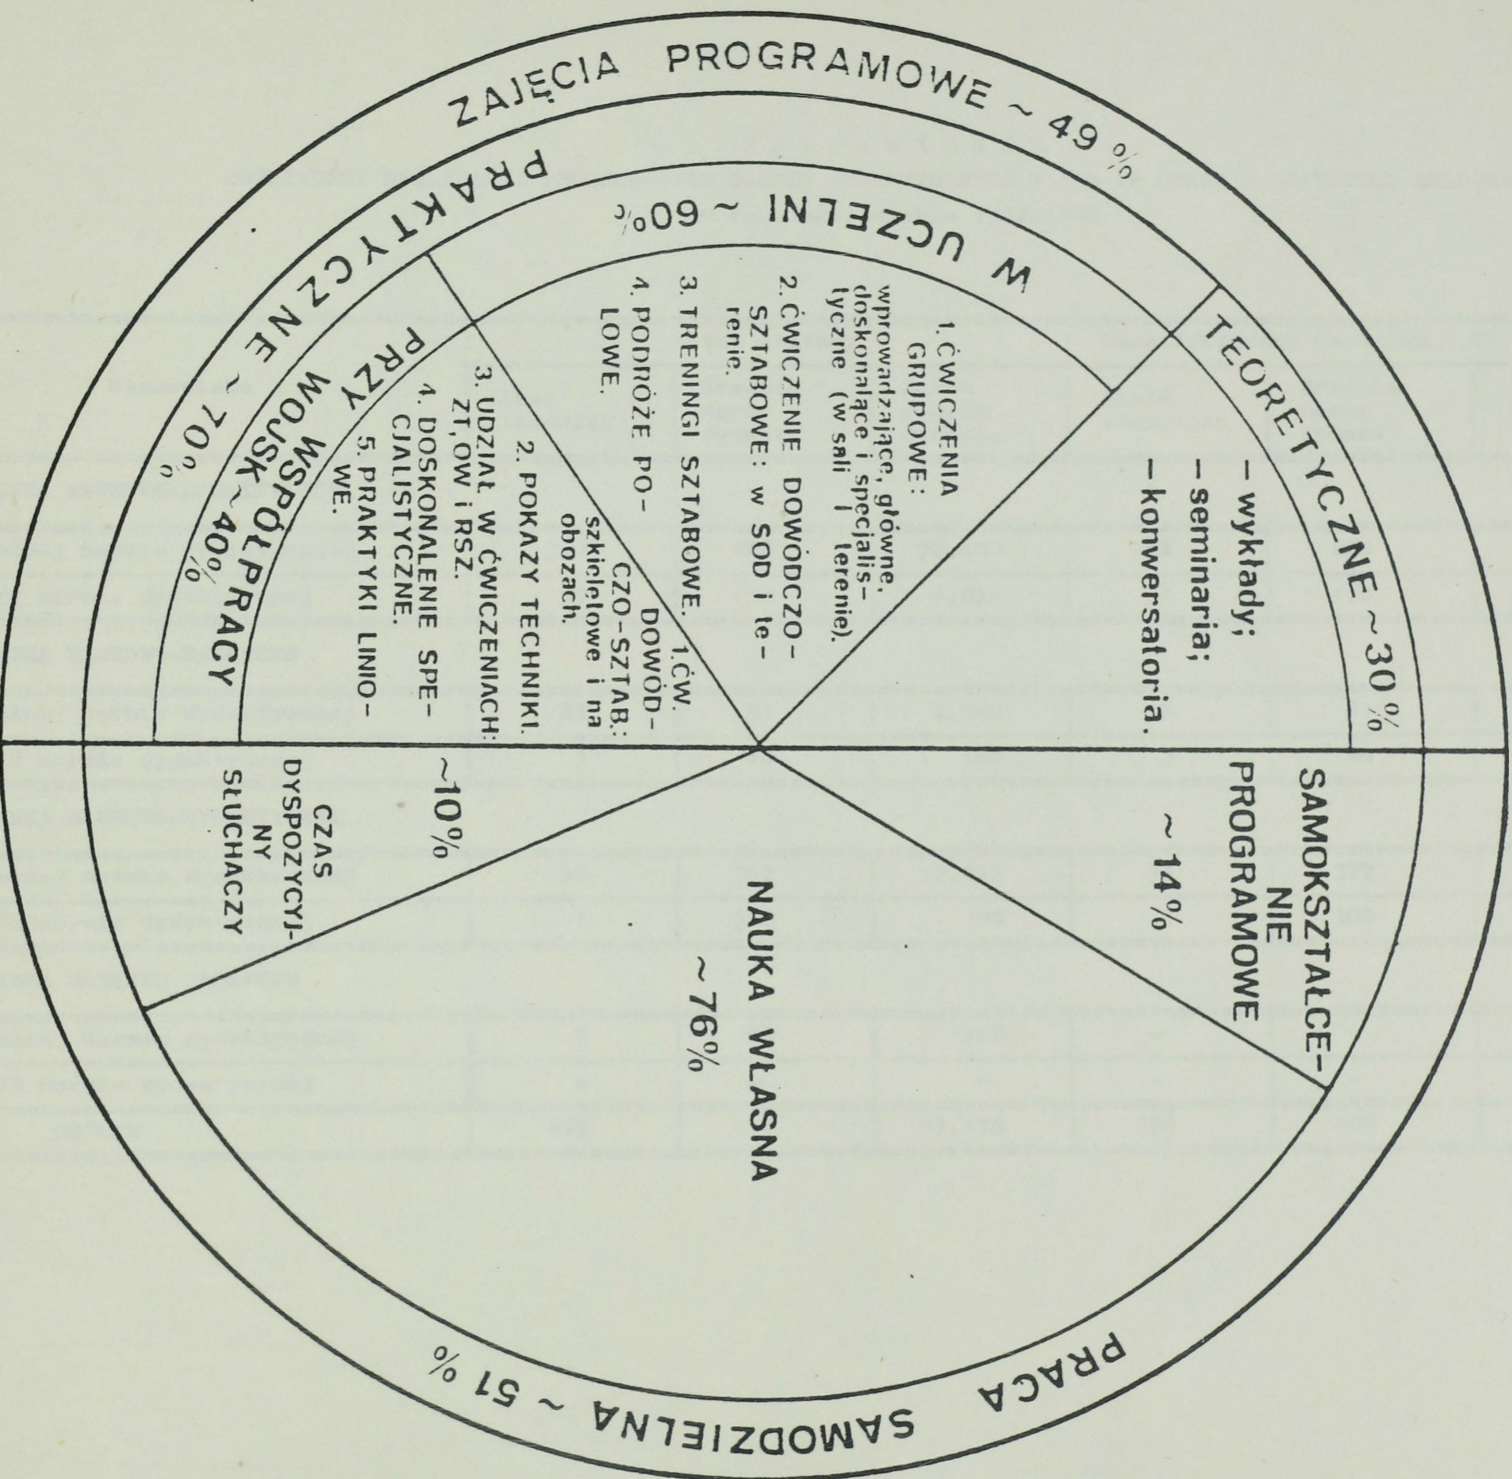 ZAJĘCIA PROGRAMOWE ~ 49 %
PRAKTYCZNE ~ 70%
TEORETYCZNE ~ 30 %
– wykłady;
– seminaria;
– konwersatoria.
W UCZELNI ~ 60%
1. ĆWICZENIA
GRUPOWE:
wprowadzające, główne,
doskonalące i specjalis–
tyczne (w sali i terenie).
2. ĆWICZENIE DOWÓDCZO –
SZTABOWE: w SOD i te–
renie.
3. TRENINGI SZTABOWE.
4. PODRÓŻE PO–
LOWE.
PRZY WSPÓŁPRACY
WOJSK ~ 40%
1. ĆW.
DOWÓD–
CZO–SZTAB.:
szkieletowe i na
obozach.
2. POKAZY TECHNIKI.
3. UDZIAŁ W ĆWICZENIACH:
ZT, OW i RSZ.
4. DOSKONALENIE SPE–
CJALISTYCZNE.
5. PRAKTYKI LINIO–
WE.
SAMOKSZTAŁCE–
NIE
PROGRAMOWE
~ 14%
NAUKA WŁASNA
~ 76%
~10%
CZAS
DYSPOZYCYJ–
NY
SŁUCHACZY
PRACA SAMODZIELNA ~ 51 %